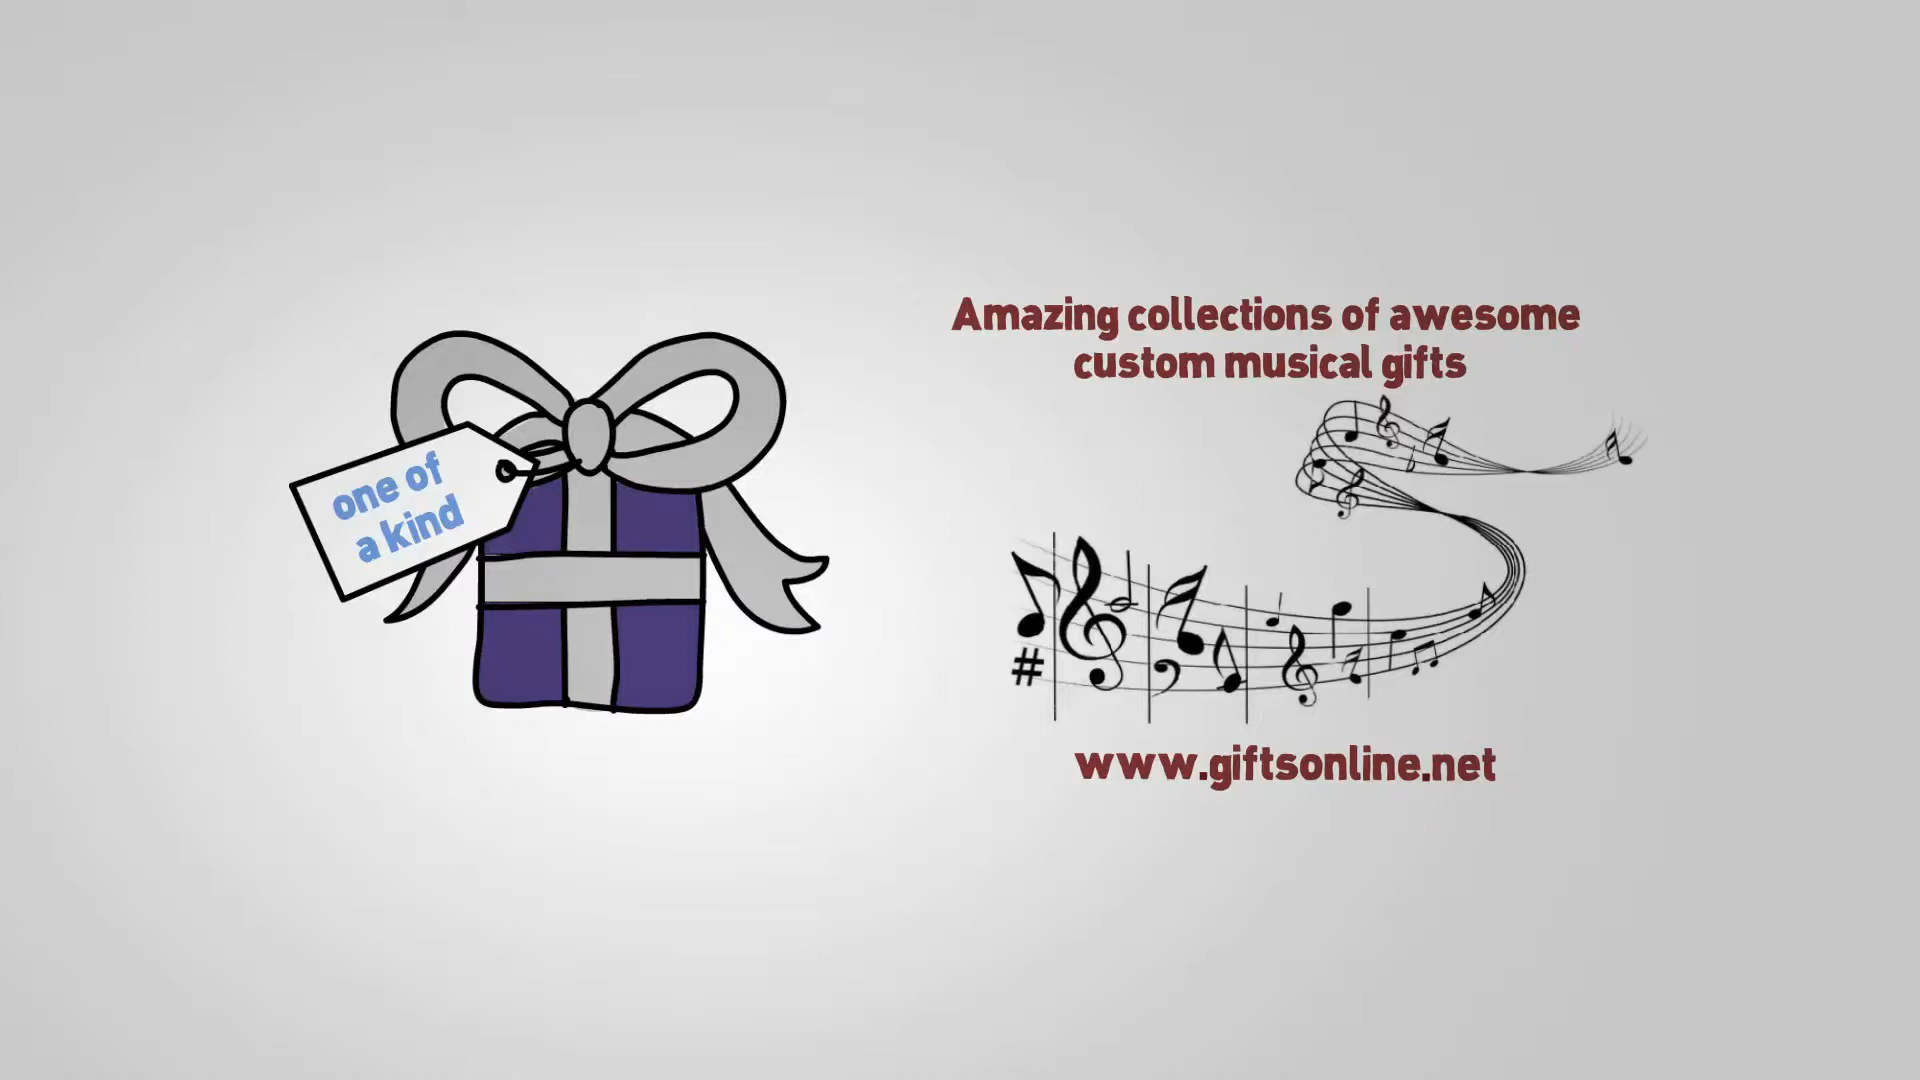 one of
a kind
Amazing collections of awesome
custom musical gifts
www.giftsonline.net